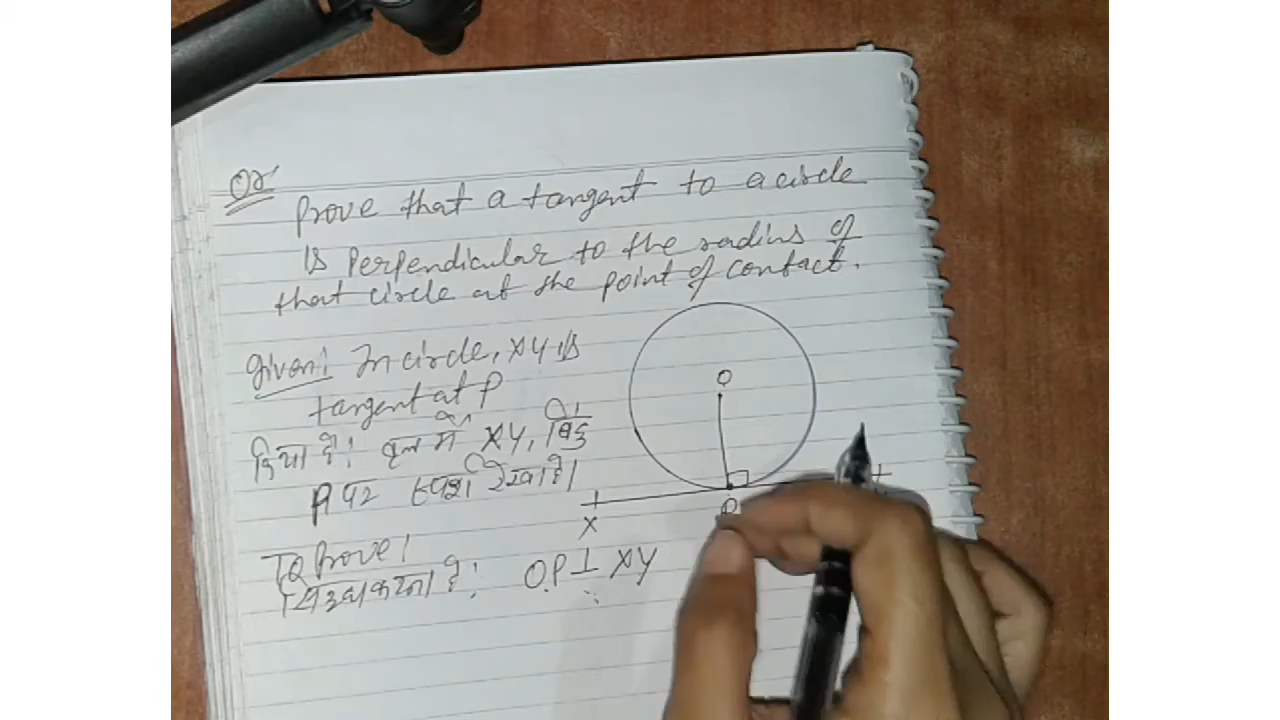 Or
Prove that a tangent to a circle
is Perpendicular to the radius of
that circle at the point of contact.
Given: In circle, XY is
tangent at P
दिया है: वृत्त में XY, बिंदु
P पर स्पर्श रेखा है।
To Prove:
सिद्ध करना है: OP ⊥ XY
O
P
X